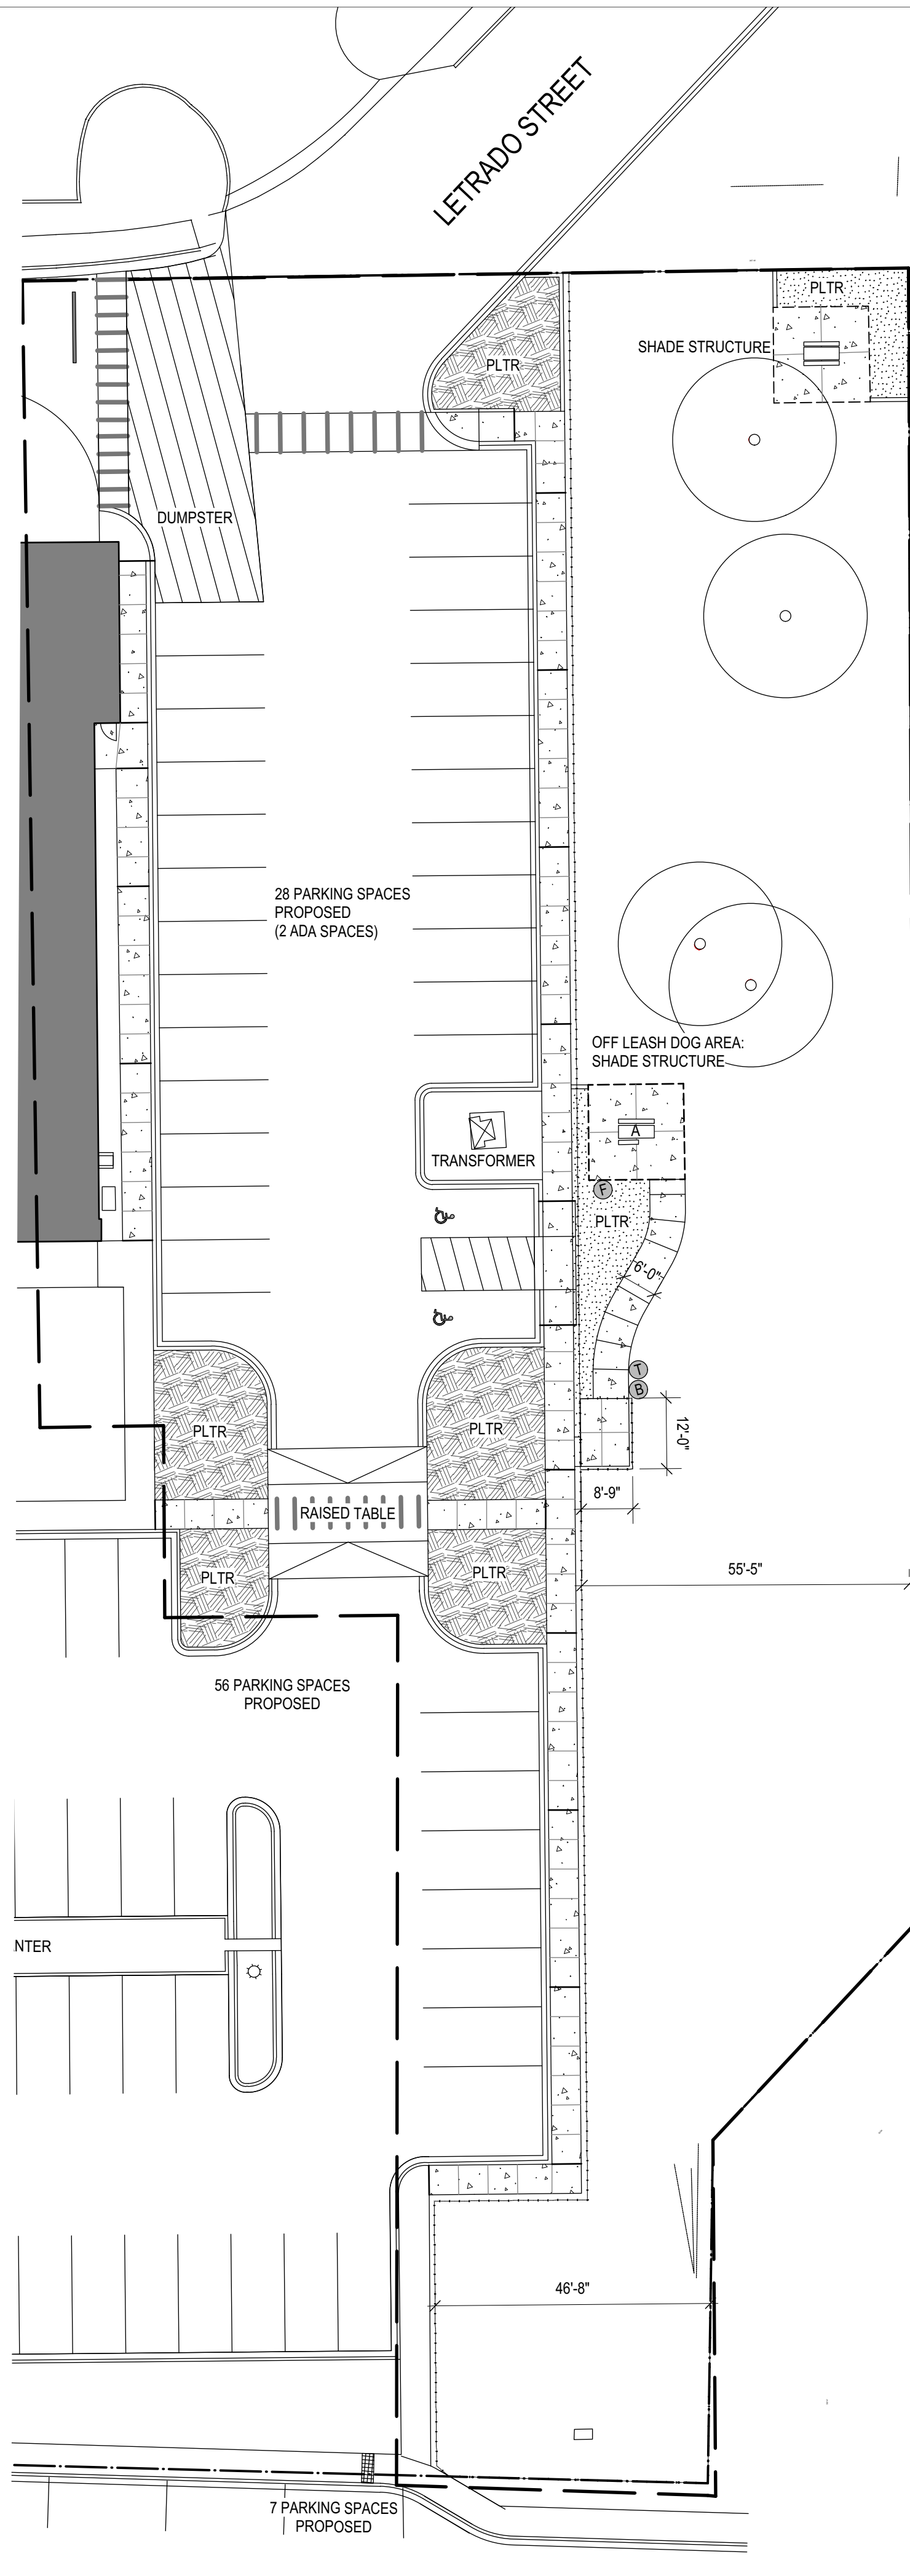 LETRADO STREET
PLTR
SHADE STRUCTURE
PLTR
DUMPSTER
28 PARKING SPACES
PROPOSED
(2 ADA SPACES)
OFF LEASH DOG AREA:
SHADE STRUCTURE
A
TRANSFORMER
F
PLTR
6'-0"
T
B
PLTR
PLTR
12'-0"
8'-9"
RAISED TABLE
55'-5"
PLTR
PLTR
56 PARKING SPACES
PROPOSED
NTER
46'-8"
7 PARKING SPACES
PROPOSED